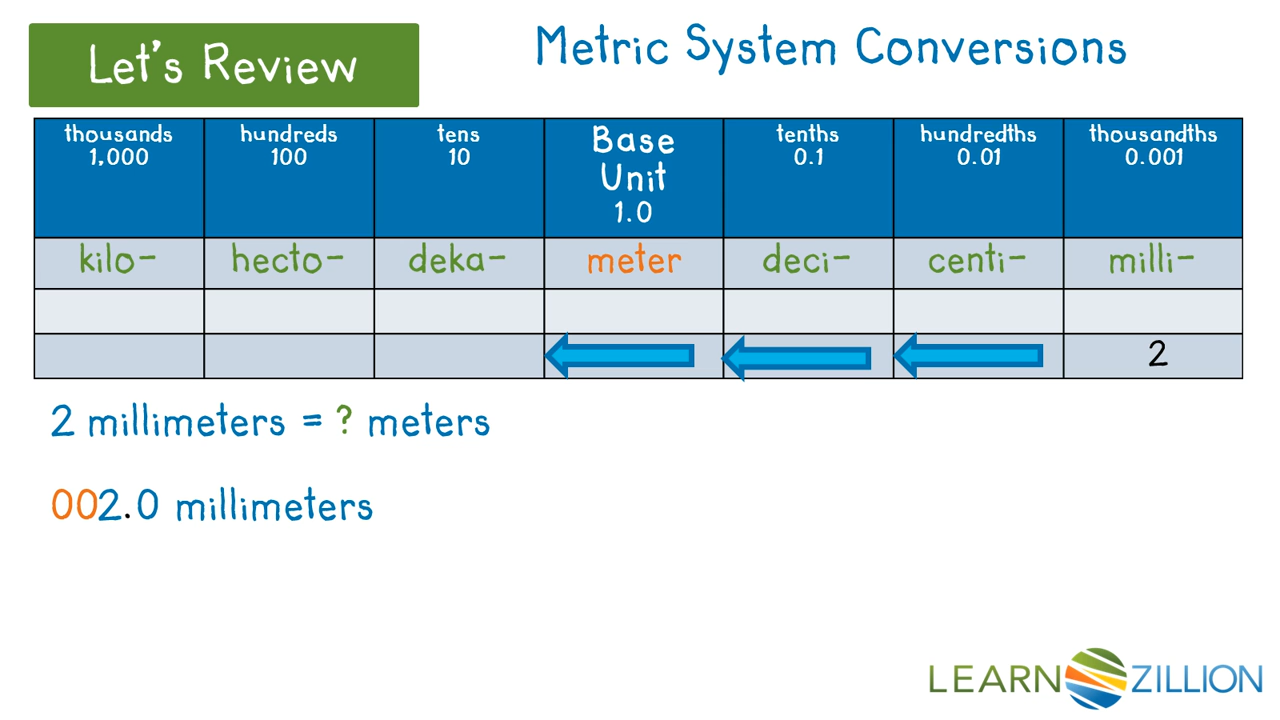 Let's Review
Metric System Conversions
thousands hundreds tens Base tenths hundredths thousandths
1,000 100 10 Unit 0.1 0.01 0.001
1.0
kilo- hecto- deka- meter deci- centi- milli-
2
2 millimeters = ? meters
002.0 millimeters
LEARN ZILLION